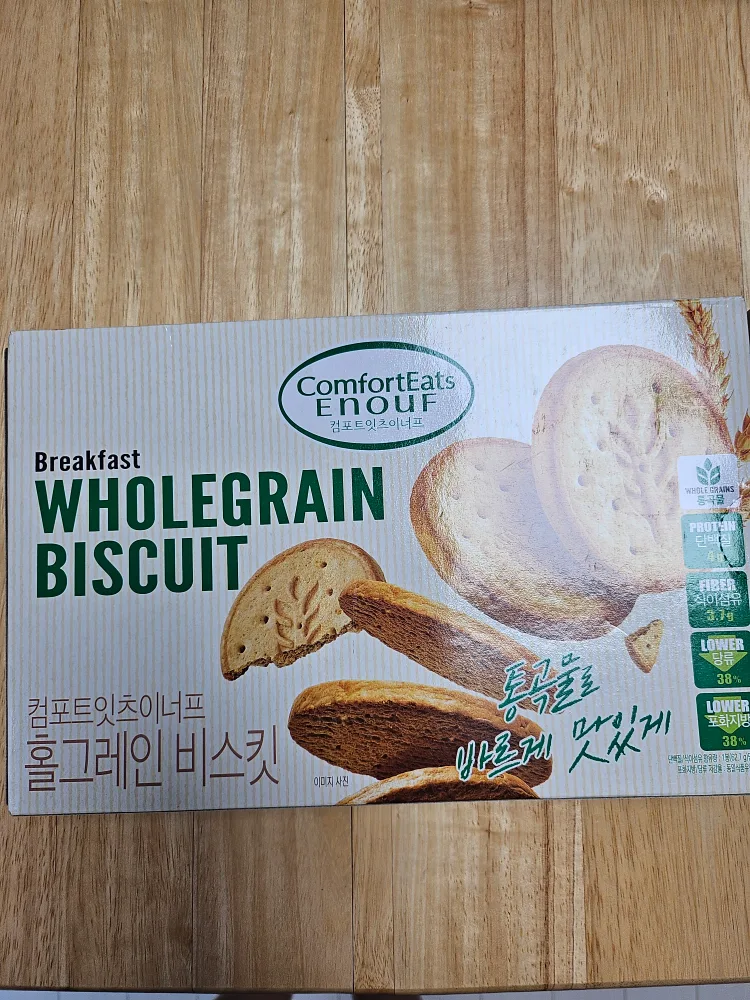 ComfortEats
ENOUF
컴포트잇츠이너프
Breakfast
WHOLEGRAIN
BISCUIT
WHOLE GRAINS
통곡물
PROTEIN
단백질
4g
FIBER
식이섬유
3.7g
LOWER
당류
38%
LOWER
포화지방
38%
통곡물로
바르게 맛있게
컴포트잇츠이너프
홀그레인 비스킷
이미지 사진